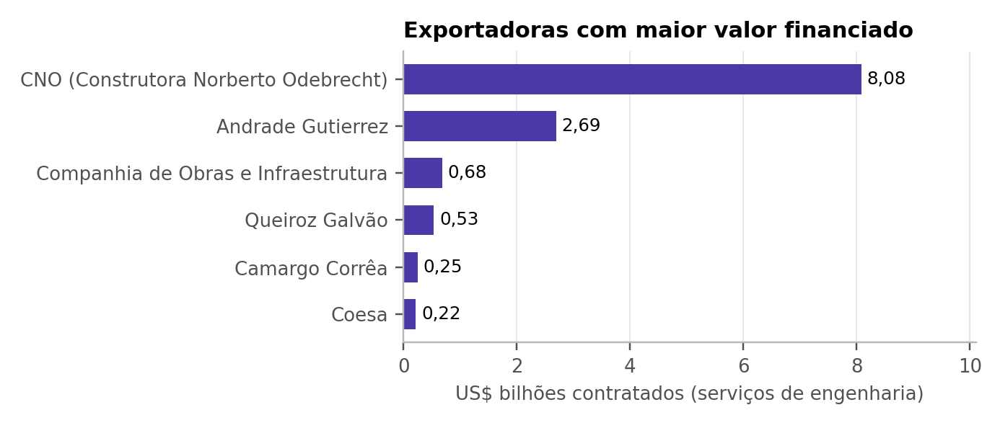 Exportadoras com maior valor financiado
CNO (Construtora Norberto Odebrecht) 8,08
Andrade Gutierrez 2,69
Companhia de Obras e Infraestrutura 0,68
Queiroz Galvão 0,53
Camargo Corrêa 0,25
Coesa 0,22
0 2 4 6 8 10
US$ bilhões contratados (serviços de engenharia)